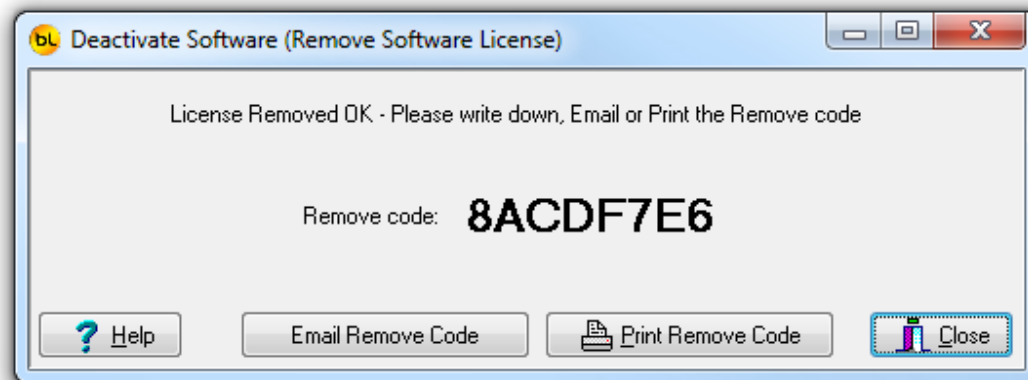 bL Deactivate Software (Remove Software License)
License Removed OK - Please write down, Email or Print the Remove code
Remove code: 8ACDF7E6
Help Email Remove Code Print Remove Code Close